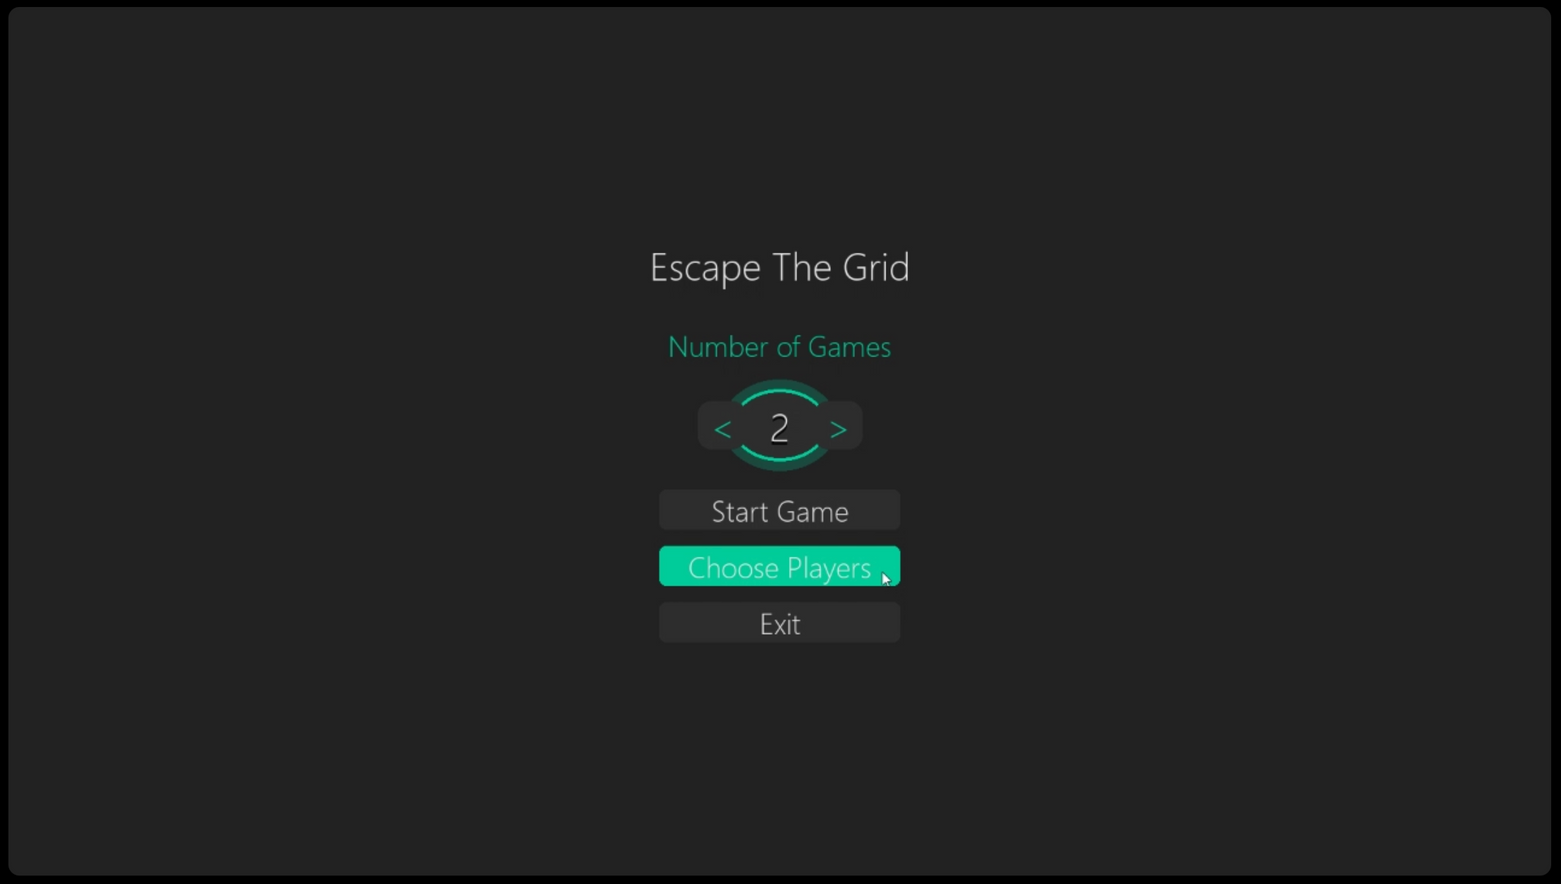 Escape The Grid
Number of Games
< 2 >
Start Game
Choose Players
Exit